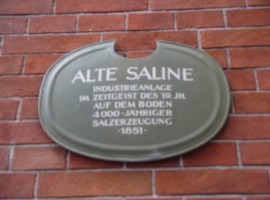 ALTE SALINE
INDUSTRIEANLAGE
IM ZEITGEIST DES 19. JH.
AUF DEM BODEN
4000-JÄHRIGER
SALZERZEUGUNG
·1851·